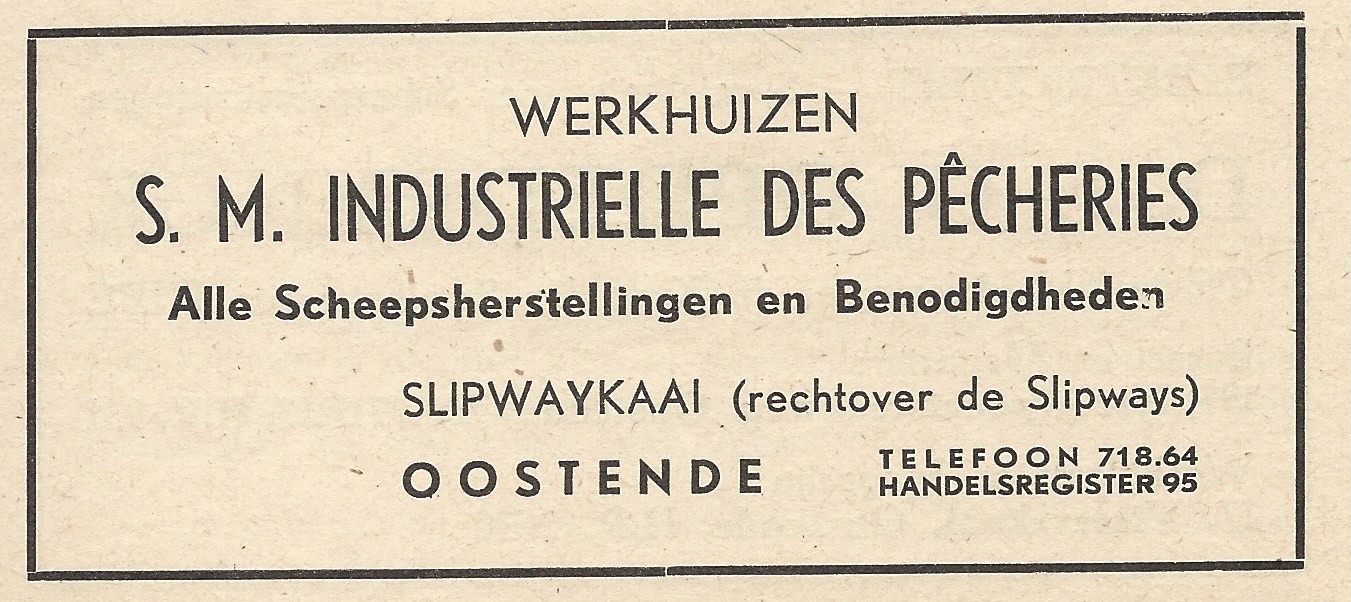 WERKHUIZEN
S. M. INDUSTRIELLE DES PÊCHERIES
Alle Scheepsherstellingen en Benodigdheden
SLIPWAYKAAI (rechtover de Slipways)
OOSTENDE
TELEFOON 718.64
HANDELSREGISTER 95